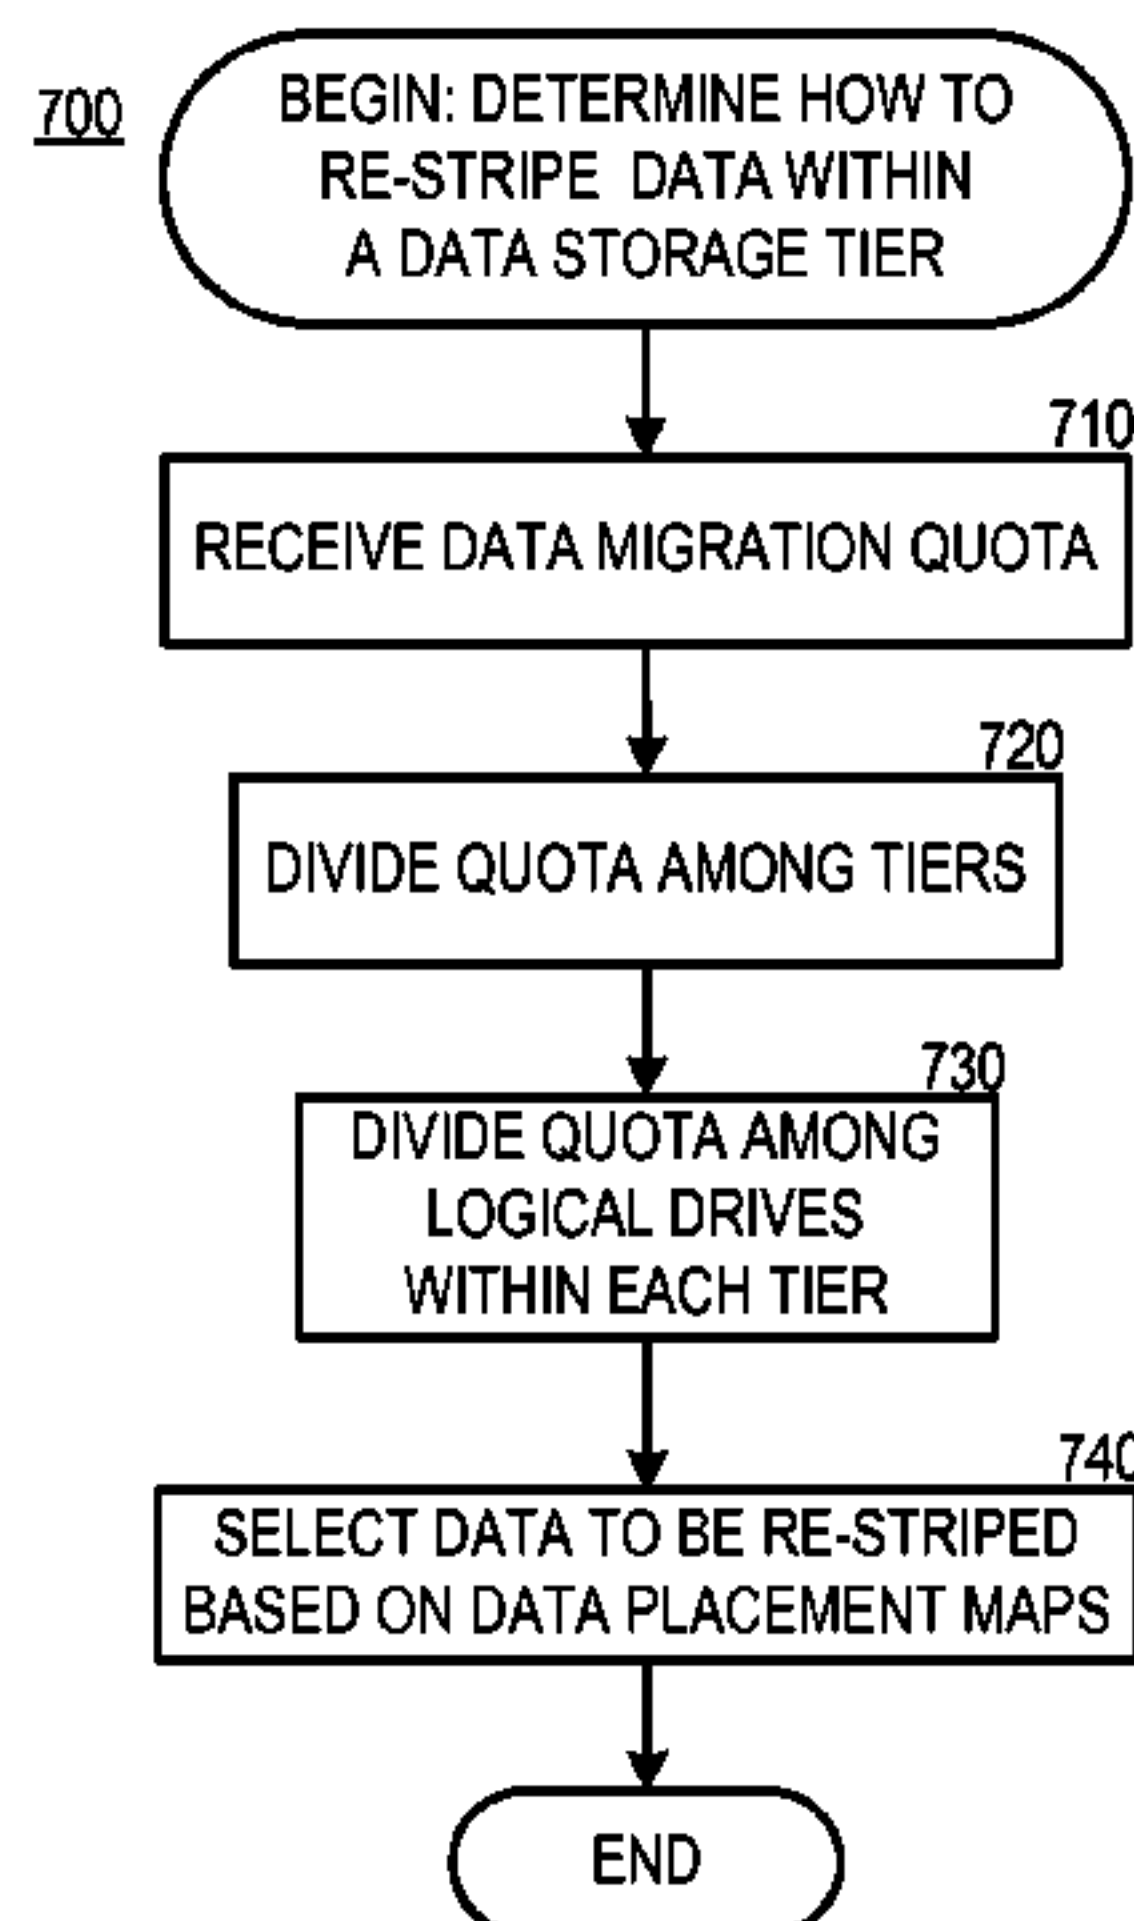 700
BEGIN: DETERMINE HOW TO
RE-STRIPE DATA WITHIN
A DATA STORAGE TIER
710
RECEIVE DATA MIGRATION QUOTA
720
DIVIDE QUOTA AMONG TIERS
730
DIVIDE QUOTA AMONG
LOGICAL DRIVES
WITHIN EACH TIER
740
SELECT DATA TO BE RE-STRIPED
BASED ON DATA PLACEMENT MAPS
END